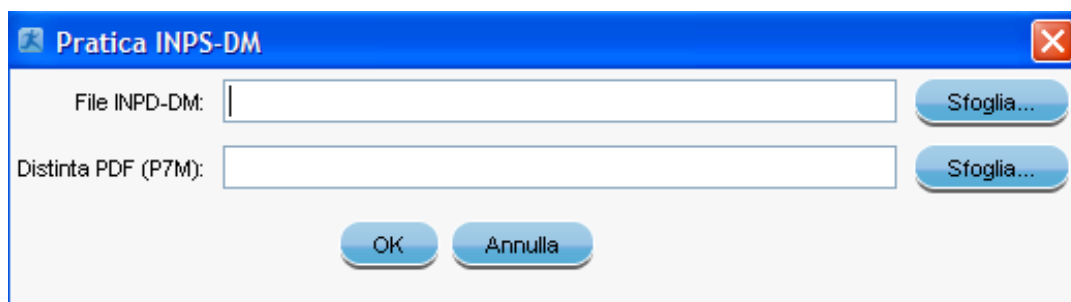 Pratica INPS-DM
File INPD-DM: Sfoglia...
Distinta PDF (P7M): Sfoglia...
OK Annulla